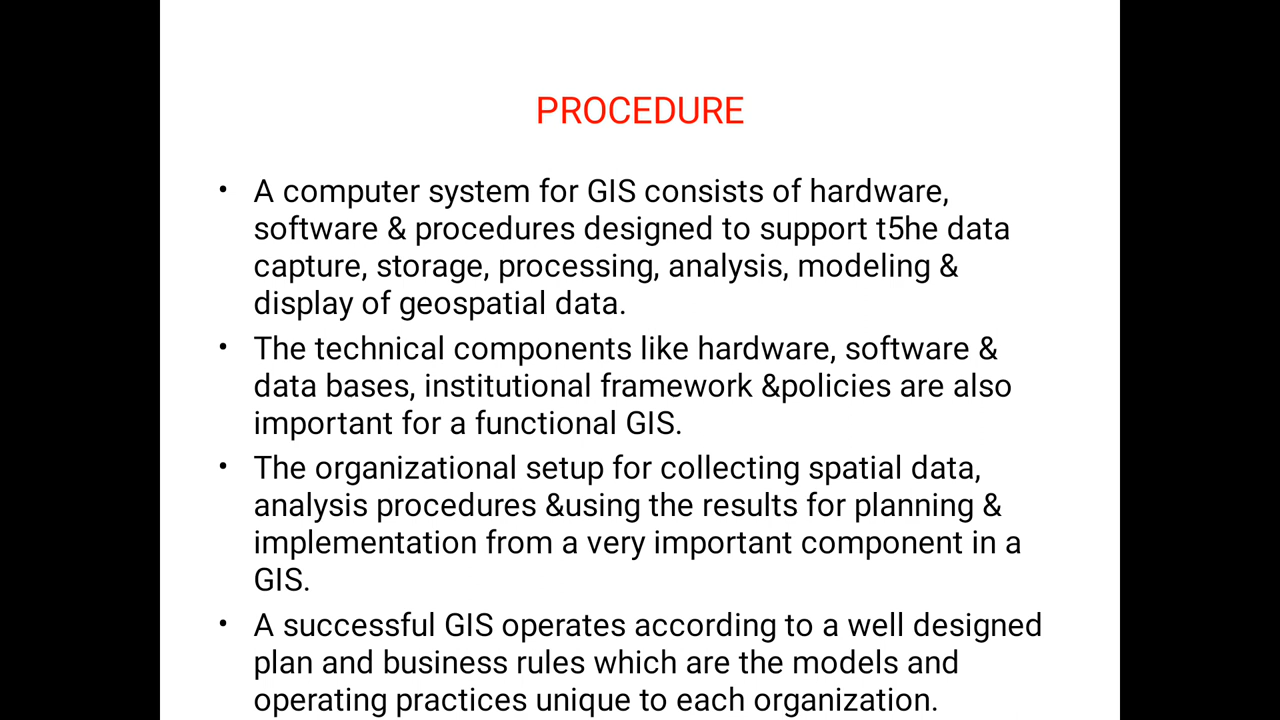 PROCEDURE
• A computer system for GIS consists of hardware,
software & procedures designed to support t5he data
capture, storage, processing, analysis, modeling &
display of geospatial data.
• The technical components like hardware, software &
data bases, institutional framework &policies are also
important for a functional GIS.
• The organizational setup for collecting spatial data,
analysis procedures &using the results for planning &
implementation from a very important component in a
GIS.
• A successful GIS operates according to a well designed
plan and business rules which are the models and
operating practices unique to each organization.